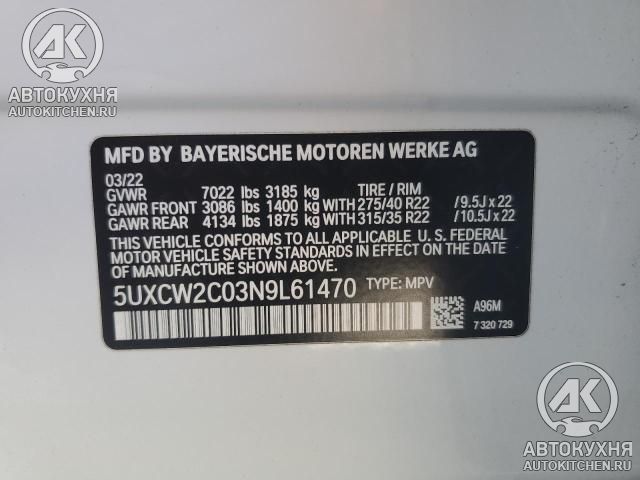 АК
АВТОКУХНЯ
AUTOKITCHEN.RU
MFD BY BAYERISCHE MOTOREN WERKE AG
03/22
GVWR 7022 lbs 3185 kg TIRE / RIM
GAWR FRONT 3086 lbs 1400 kg WITH 275/40 R22 /9.5J x 22
GAWR REAR 4134 lbs 1875 kg WITH 315/35 R22 /10.5J x 22
THIS VEHICLE CONFORMS TO ALL APPLICABLE U. S. FEDERAL
MOTOR VEHICLE SAFETY STANDARDS IN EFFECT ON THE DATE
OF MANUFACTURE SHOWN ABOVE.
5UXCW2C03N9L61470 TYPE: MPV
A96M
7 320 729
АК
АВТОКУХНЯ
AUTOKITCHEN.RU